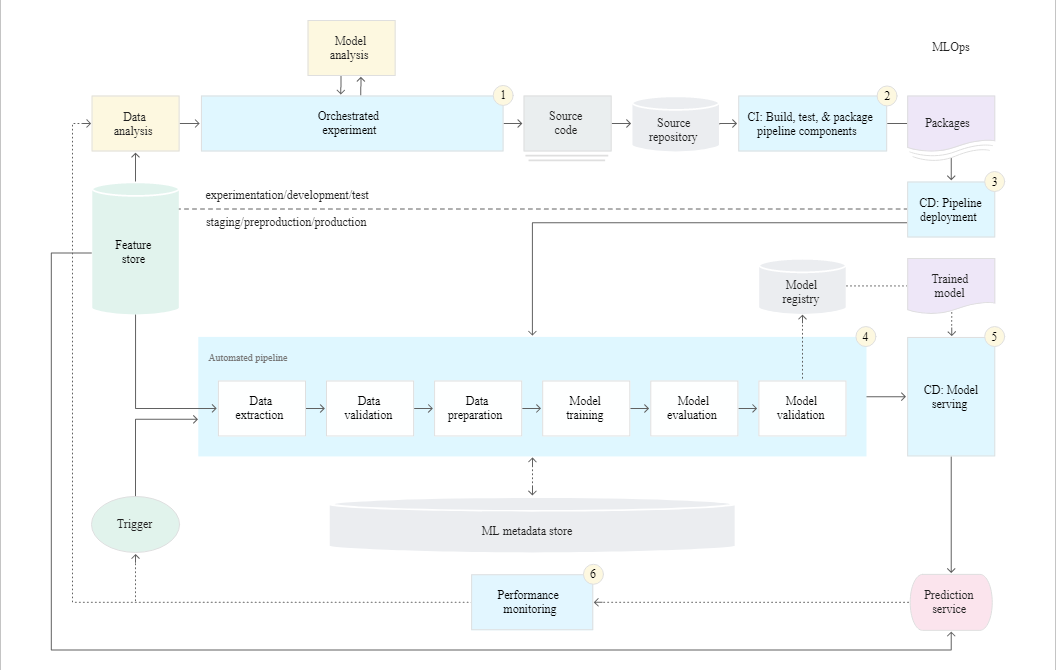 Model
analysis
MLOps
1
2
Data
analysis
Orchestrated
experiment
Source
code
Source
repository
CI: Build, test, & package
pipeline components
Packages
3
experimentation/development/test
staging/preproduction/production
CD: Pipeline
deployment
Feature
store
Model
registry
Trained
model
4
5
Automated pipeline
Data
extraction
Data
validation
Data
preparation
Model
training
Model
evaluation
Model
validation
CD: Model
serving
Trigger
ML metadata store
6
Performance
monitoring
Prediction
service